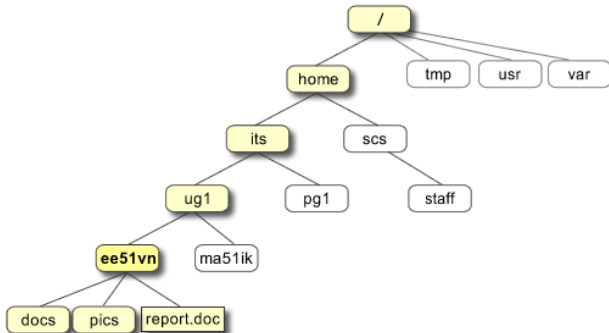 /
home
tmp
usr
var
its
scs
ug1
pg1
staff
ee51vn
ma51ik
docs
pics
report.doc